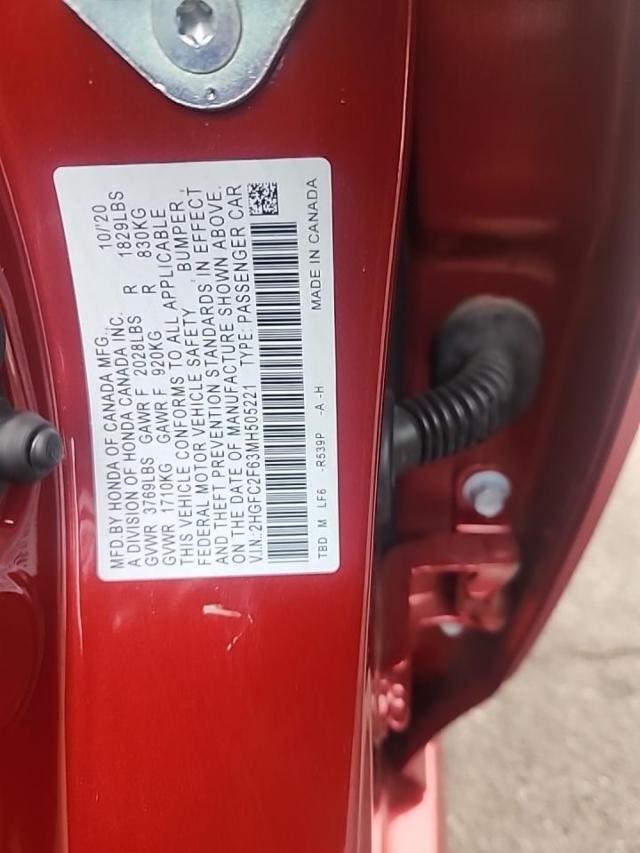 MFD.BY HONDA OF CANADA MFG., 10/'20
A DIVISION OF HONDA CANADA INC.
GVWR 3769LBS GAWR F 2028LBS R 1829LBS
GVWR 1710KG GAWR F 920KG R 830KG
THIS VEHICLE CONFORMS TO ALL APPLICABLE
FEDERAL MOTOR VEHICLE SAFETY, BUMPER,
AND THEFT PREVENTION STANDARDS IN EFFECT
ON THE DATE OF MANUFACTURE SHOWN ABOVE.
V.I.N.:2HGFC2F63MH505221 TYPE: PASSENGER CAR
TBD M LF6 -R539P -A -H MADE IN CANADA